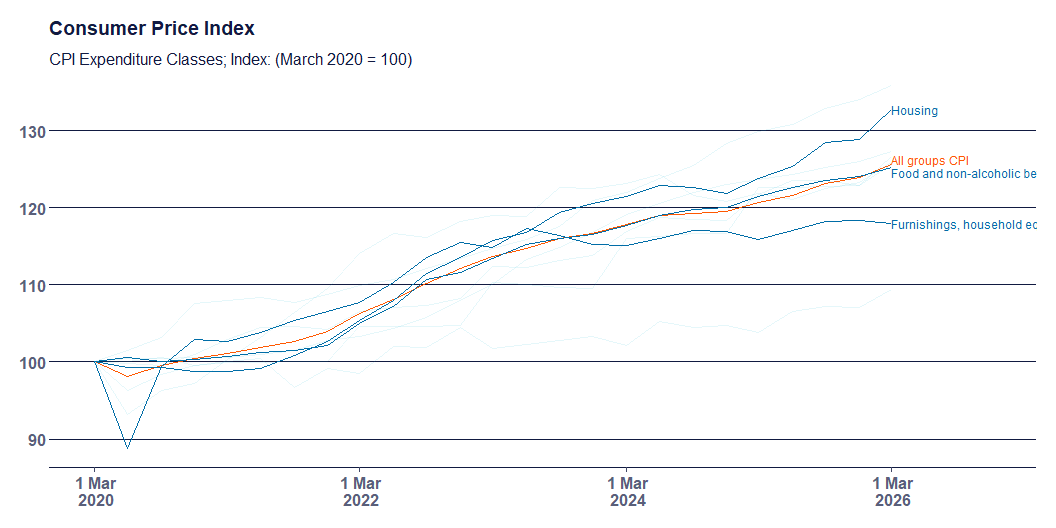 Consumer Price Index
CPI Expenditure Classes; Index: (March 2020 = 100)
130
120
110
100
90
Housing
All groups CPI
Food and non-alcoholic be
Furnishings, household ec
1 Mar
2020
1 Mar
2022
1 Mar
2024
1 Mar
2026